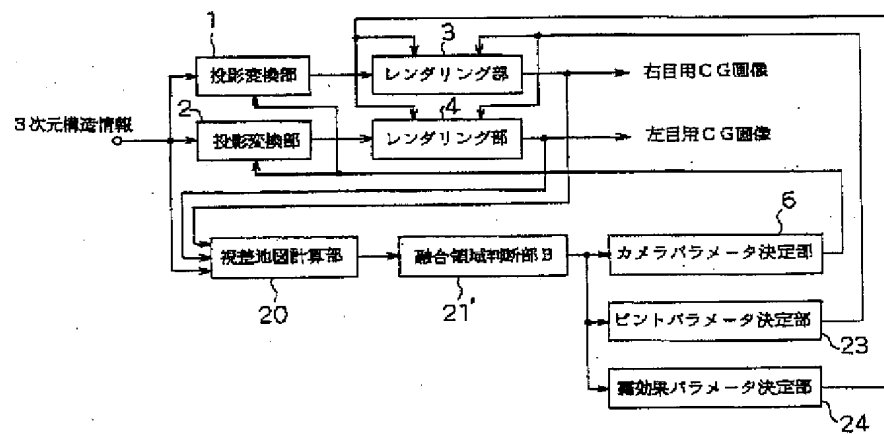 1
投影変換部
3
レンダリング部
右目用CG画像
3次元構造情報
2
投影変換部
4
レンダリング部
左目用CG画像
視差地図計算部
20
融合領域判断部B
21'
6
カメラパラメータ決定部
ピントパラメータ決定部
23
霧効果パラメータ決定部
24